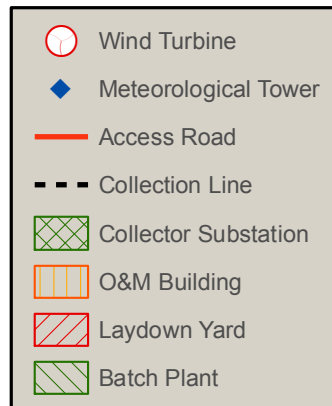 Wind Turbine
Meteorological Tower
Access Road
Collection Line
Collector Substation
O&M Building
Laydown Yard
Batch Plant